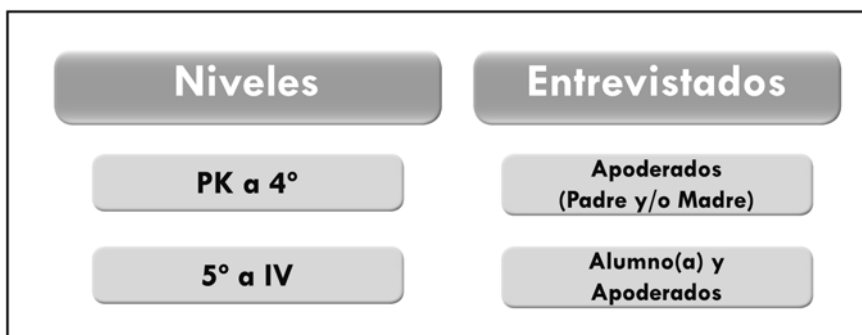 Niveles
Entrevistados
PK a 4°
Apoderados
(Padre y/o Madre)
5° a IV
Alumno(a) y
Apoderados